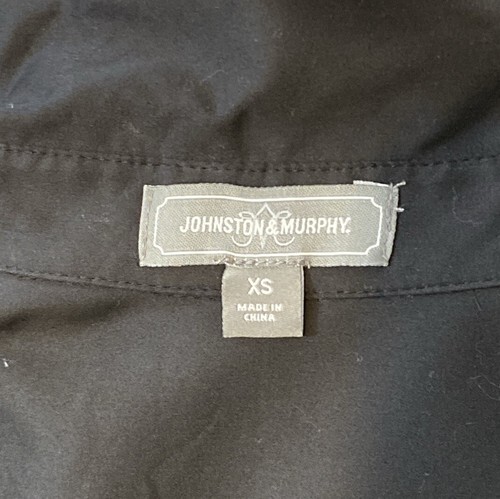 JOHNSTON & MURPHY.
XS
MADE IN
CHINA